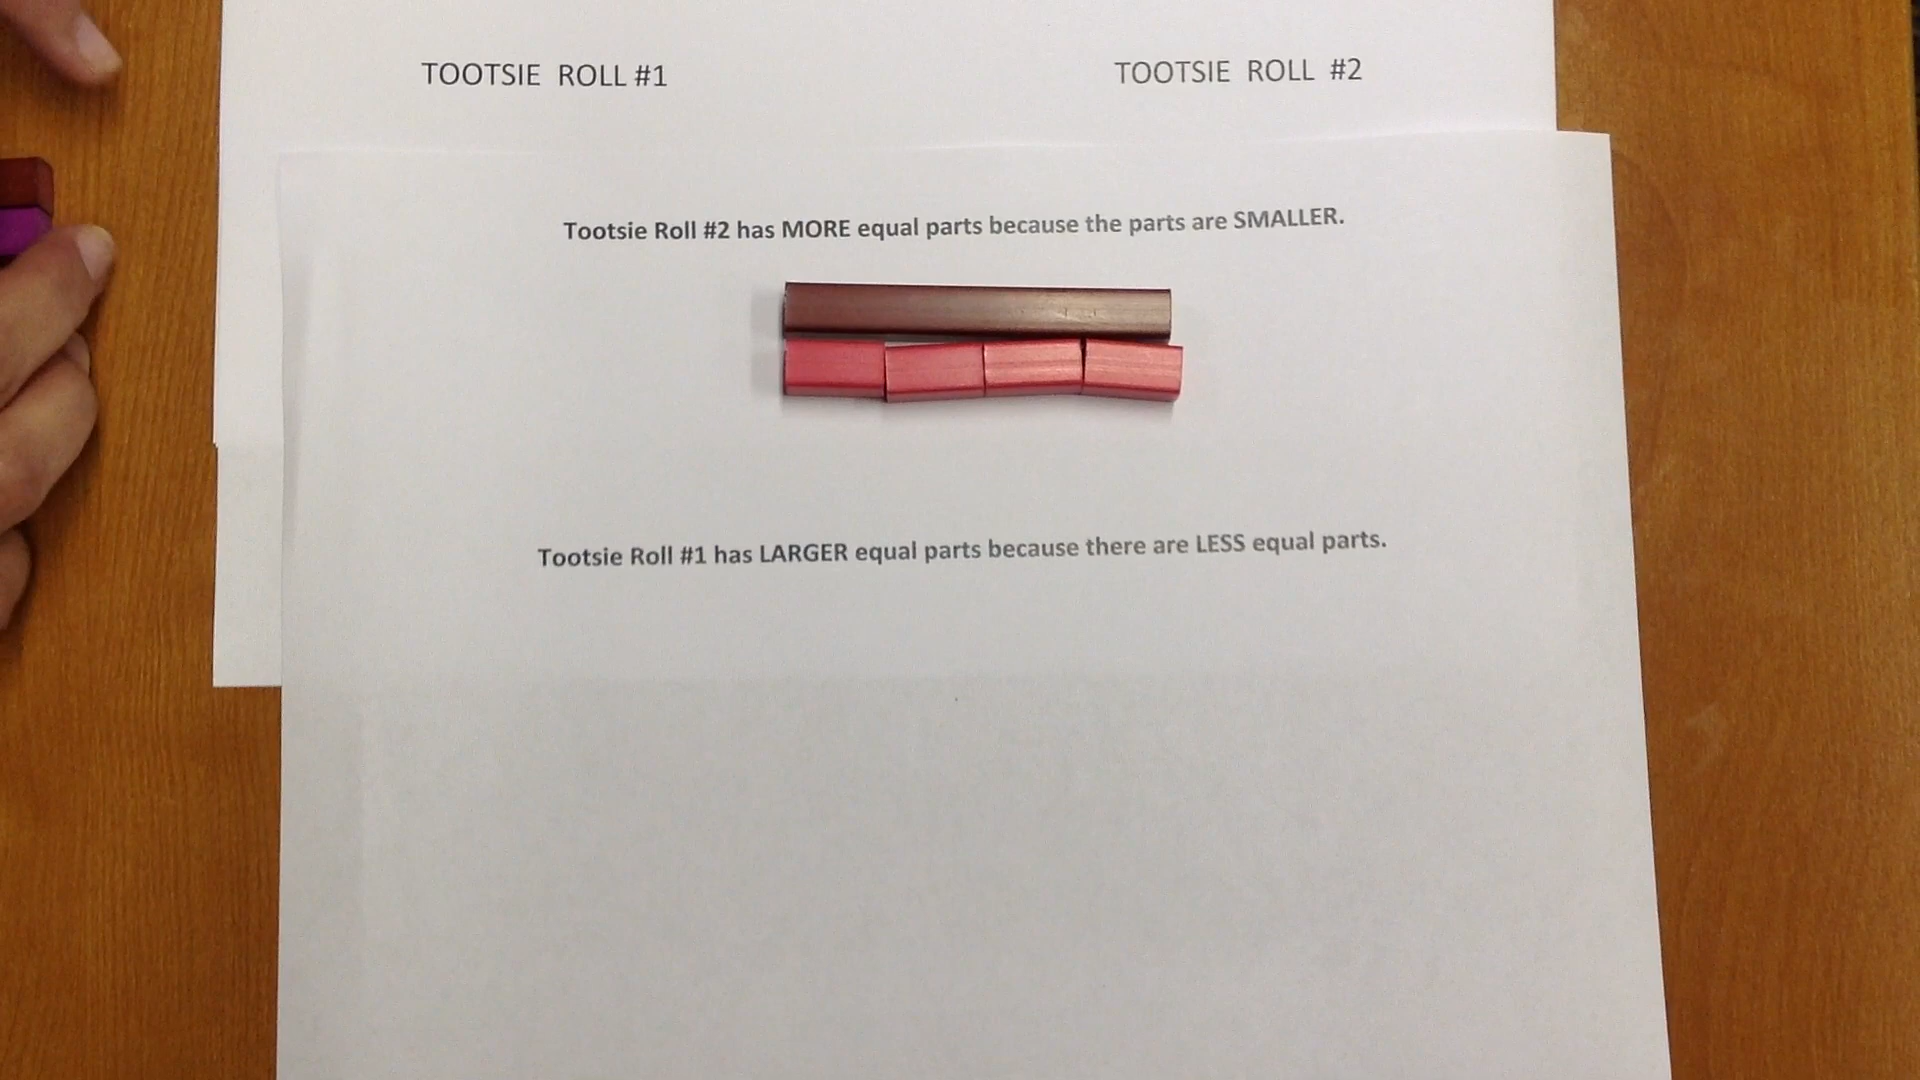 TOOTSIE ROLL #1
TOOTSIE ROLL #2
Tootsie Roll #2 has MORE equal parts because the parts are SMALLER.
Tootsie Roll #1 has LARGER equal parts because there are LESS equal parts.